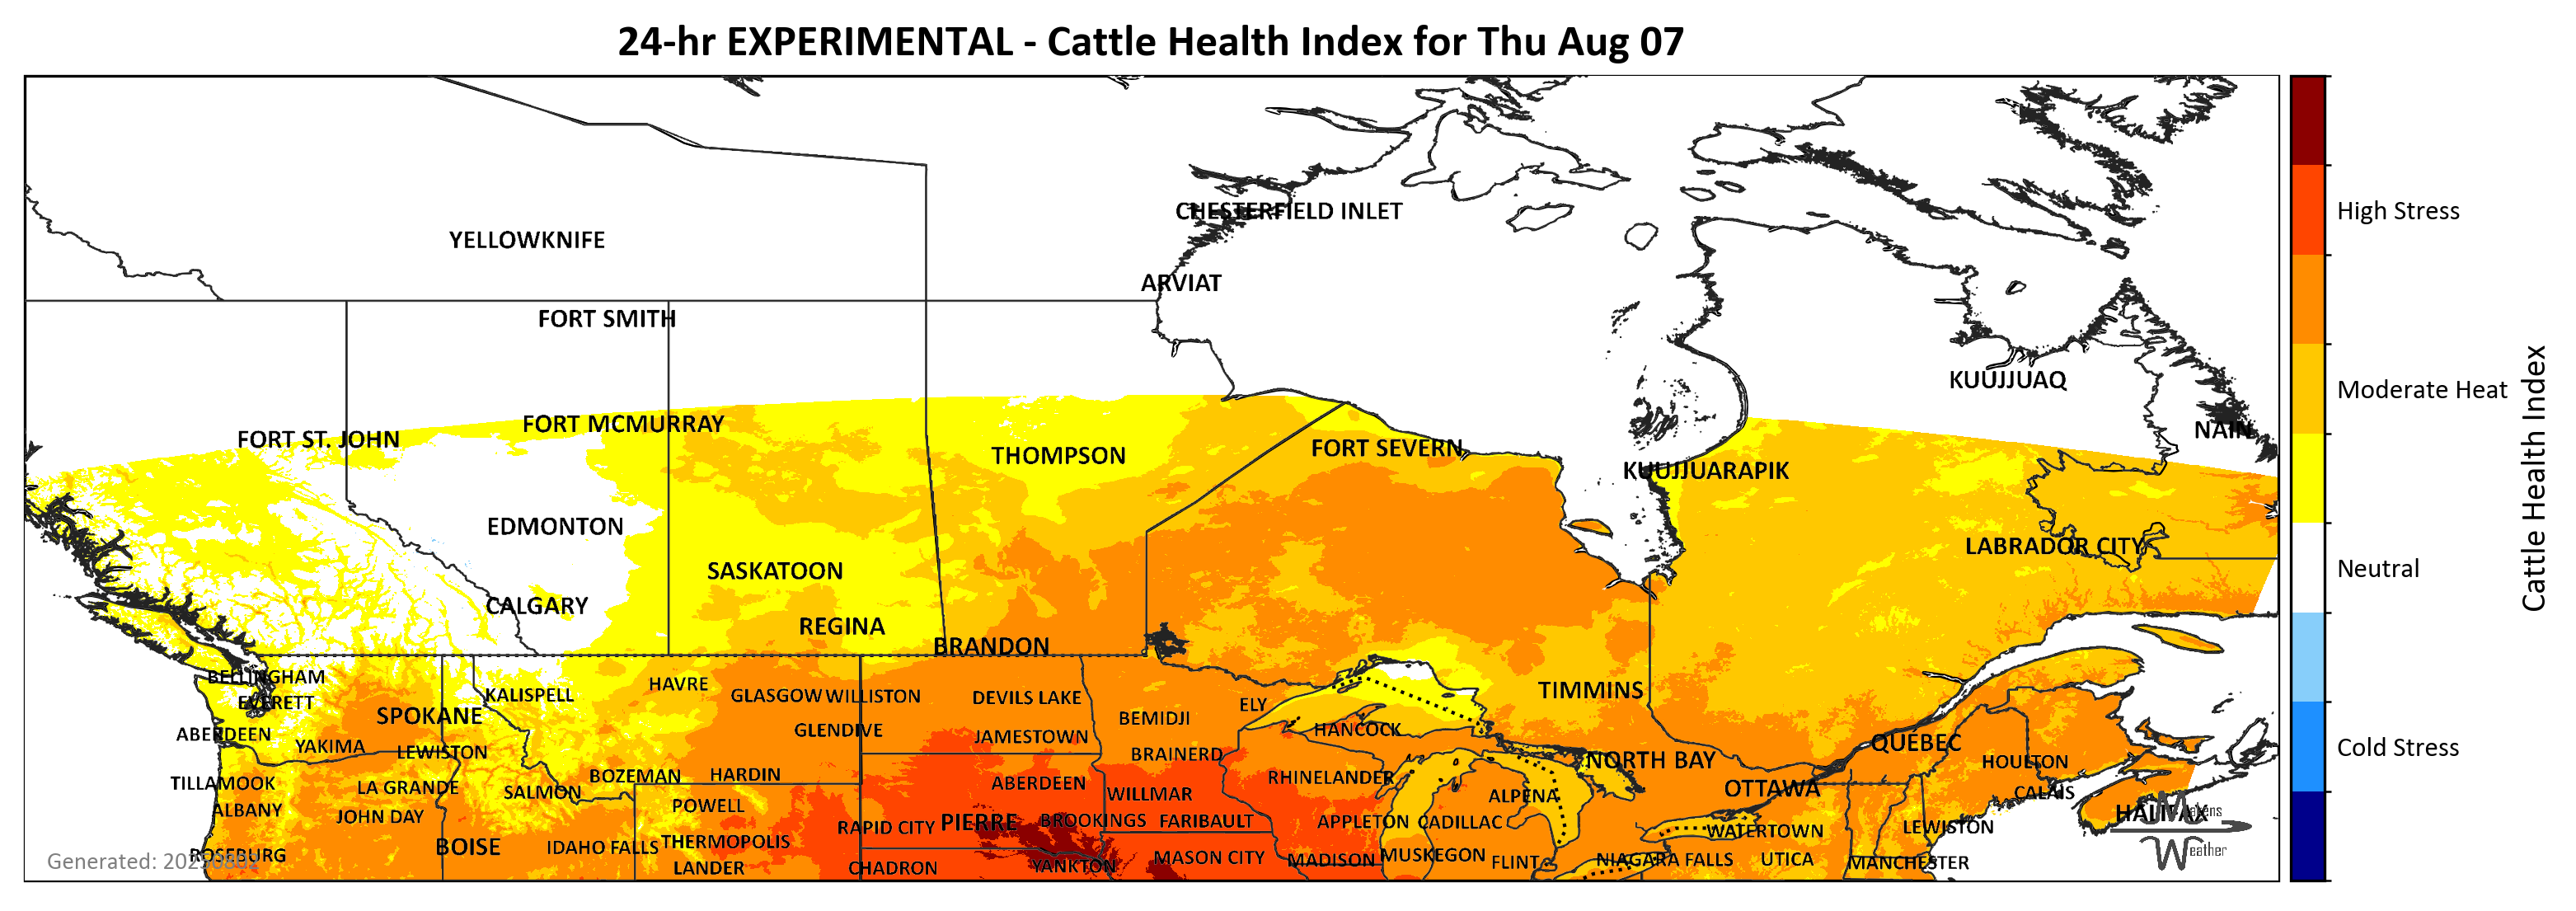 24-hr EXPERIMENTAL - Cattle Health Index for Thu Aug 07
CHESTERFIELD INLET
YELLOWKNIFE
ARVIAT
FORT SMITH
KUUJJUAQ
FORT MCMURRAY
NAIN
FORT ST. JOHN
FORT SEVERN
THOMPSON
KUUJJUARAPIK
EDMONTON
LABRADOR CITY
SASKATOON
CALGARY
REGINA
BRANDON
BELLINGHAM
HAVRE
TIMMINS
KALISPELL
GLASGOW
WILLISTON
DEVILS LAKE
EVERETT
ELY
SPOKANE
BEMIDJI
GLENDIVE
HANCOCK
ABERDEEN
JAMESTOWN
QUEBEC
YAKIMA
LEWISTON
BRAINERD
NORTH BAY
HOULTON
BOZEMAN
HARDIN
RHINELANDER
TILLAMOOK
LA GRANDE
ABERDEEN
OTTAWA
SALMON
WILLMAR
ALPENA
CALAIS
ALBANY
POWELL
HALIFAX
Makens
JOHN DAY
RAPID CITY
PIERRE
BROOKINGS
FARIBAULT
APPLETON
CADILLAC
WATERTOWN
LEWISTON
BOISE
IDAHO FALLS
THERMOPOLIS
Weather
ROSEBURG
MASON CITY
MADISON
MUSKEGON
FLINT
NIAGARA FALLS
UTICA
MANCHESTER
LANDER
CHADRON
YANKTON
Generated:
High Stress
Moderate Heat
Neutral
Cold Stress
Cattle Health Index